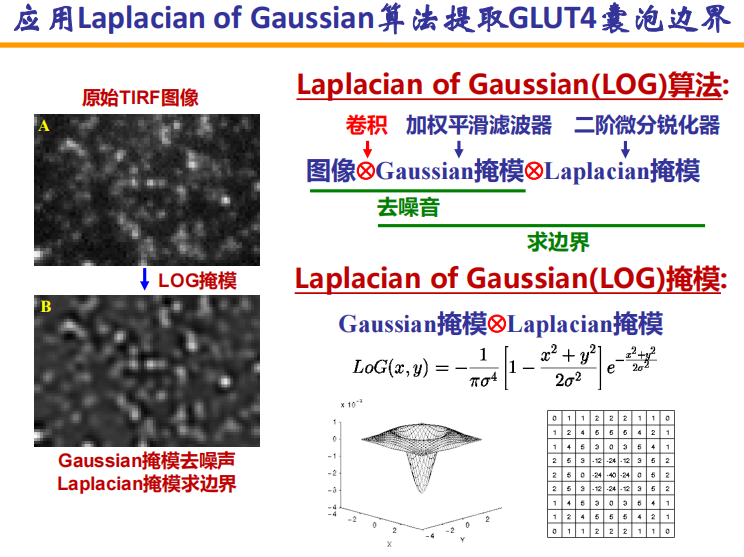 应用Laplacian of Gaussian算法提取GLUT4囊泡边界
原始TIRF图像
A
LOG掩模
B
Gaussian掩模去噪声
Laplacian掩模求边界
Laplacian of Gaussian(LOG)算法:
卷积 加权平滑滤波器 二阶微分锐化器
图像⊗Gaussian掩模⊗Laplacian掩模
去噪音
求边界
Laplacian of Gaussian(LOG)掩模:
Gaussian掩模⊗Laplacian掩模
LoG(x, y) = −\frac{1}{πσ^4} [1 − \frac{x^2 + y^2}{2σ^2}] e^{−\frac{x^2+y^2}{2σ^2}}
x 10^{-3}
1
0
−1
−2
−3
−4
−4 −2 0 2 X
−4 −2 0 2 Y
0 1 1 2 2 2 1 1 0
1 2 4 5 5 5 4 2 1
1 4 5 3 0 3 5 4 1
2 5 3 -12 -24 -12 3 5 2
2 5 0 -24 -40 -24 0 5 2
2 5 3 -12 -24 -12 3 5 2
1 4 5 3 0 3 5 4 1
1 2 4 5 5 5 4 2 1
0 1 1 2 2 2 1 1 0